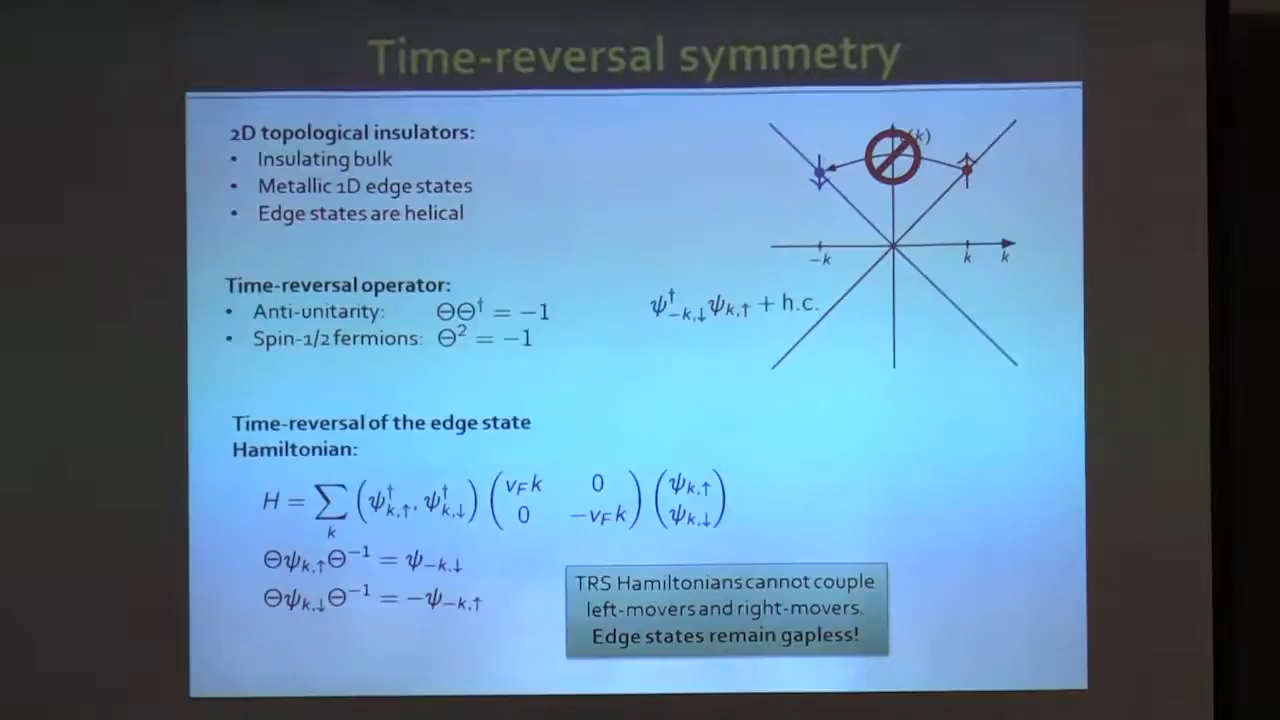 Time-reversal symmetry
2D topological insulators:
• Insulating bulk
• Metallic 1D edge states
• Edge states are helical
(k)
−k
k
k
Time-reversal operator:
• Anti-unitarity: ΘΘ† = −1
• Spin-1/2 fermions: Θ² = −1
ψ†₋ₖ,↓ψₖ,↑ + h.c.
Time-reversal of the edge state
Hamiltonian:
H = ∑ₖ (ψ†ₖ,↑, ψ†ₖ,↓) (v_F k 0; 0 −v_F k) (ψₖ,↑; ψₖ,↓)
Θψₖ,↑Θ⁻¹ = ψ₋ₖ,↓
Θψₖ,↓Θ⁻¹ = −ψ₋ₖ,↑
TRS Hamiltonians cannot couple
left-movers and right-movers.
Edge states remain gapless!